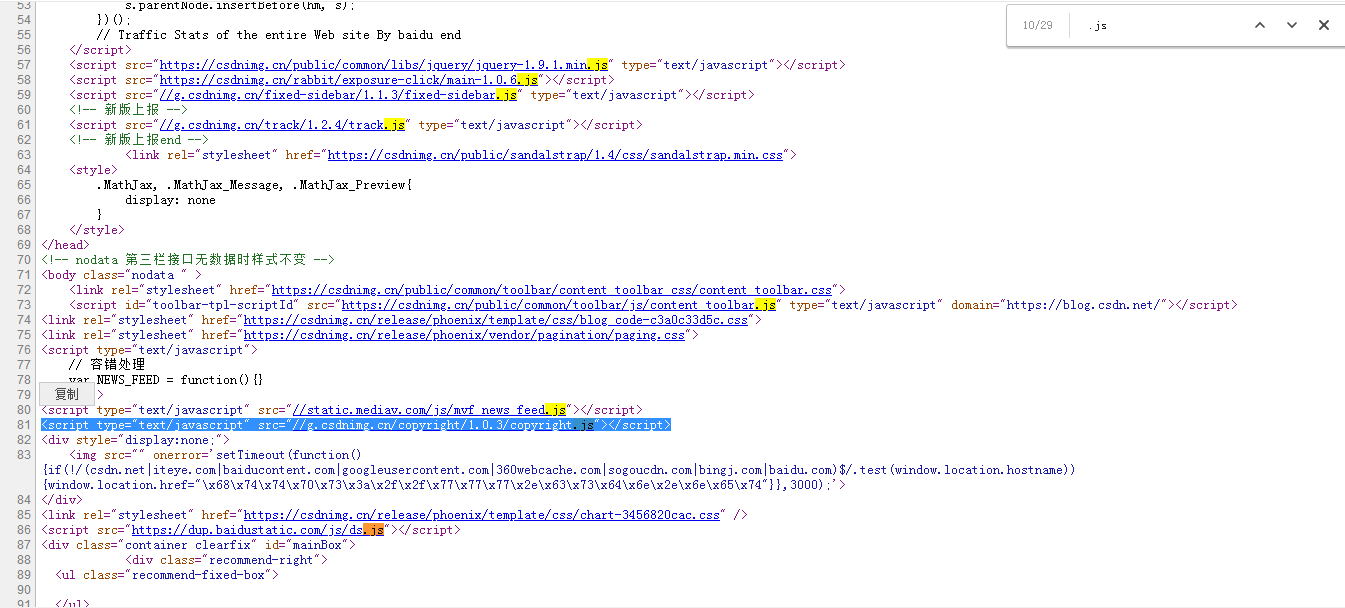 53 s.parentNode.insertBefore(hm, s);
10/29 .js
54 })();
55 // Traffic Stats of the entire Web site By baidu end
56 </script>
57 <script src="https://csdnimg.cn/public/common/libs/jquery/jquery-1.9.1.min.js" type="text/javascript"></script>
58 <script src="https://csdnimg.cn/rabbit/exposure-click/main-1.0.6.js"></script>
59 <script src="//g.csdnimg.cn/fixed-sidebar/1.1.3/fixed-sidebar.js" type="text/javascript"></script>
60 <!-- 新版上报 -->
61 <script src="//g.csdnimg.cn/track/1.2.4/track.js" type="text/javascript"></script>
62 <!-- 新版上报end -->
63 <link rel="stylesheet" href="https://csdnimg.cn/public/sandalstrap/1.4/css/sandalstrap.min.css">
64 <style>
65 .MathJax, .MathJax_Message, .MathJax_Preview{
66 display: none
67 }
68 </style>
69 </head>
70 <!-- nodata 第三栏接口无数据时样式不变 -->
71 <body class="nodata " >
72 <link rel="stylesheet" href="https://csdnimg.cn/public/common/toolbar/content_toolbar_css/content_toolbar.css">
73 <script id="toolbar-tpl-scriptId" src="https://csdnimg.cn/public/common/toolbar/js/content_toolbar.js" type="text/javascript" domain="https://blog.csdn.net/"></script>
74 <link rel="stylesheet" href="https://csdnimg.cn/release/phoenix/template/css/blog_code-c3a0c33d5c.css">
75 <link rel="stylesheet" href="https://csdnimg.cn/release/phoenix/vendor/pagination/paging.css">
76 <script type="text/javascript">
77 // 容错处理
78 var NEWS_FEED = function(){}
79 复制 >
80 <script type="text/javascript" src="//static.mediav.com/js/mvf_news_feed.js"></script>
81 <script type="text/javascript" src="//g.csdnimg.cn/copyright/1.0.3/copyright.js"></script>
82 <div style="display:none;">
83 <img src="" onerror='setTimeout(function()
{if(!/(csdn.net|iteye.com|baiducontent.com|googleusercontent.com|360webcache.com|sogoucdn.com|bingj.com|baidu.com)$/.test(window.location.hostname))
{window.location.href="\x68\x74\x74\x70\x73\x3a\x2f\x2f\x77\x77\x77\x2e\x63\x73\x64\x6e\x2e\x6e\x65\x74"}},3000);'>
84 </div>
85 <link rel="stylesheet" href="https://csdnimg.cn/release/phoenix/template/css/chart-3456820cac.css" />
86 <script src="https://dup.baidustatic.com/js/ds.js"></script>
87 <div class="container clearfix" id="mainBox">
88 <div class="recommend-right">
89 <ul class="recommend-fixed-box">
90
91 </ul>